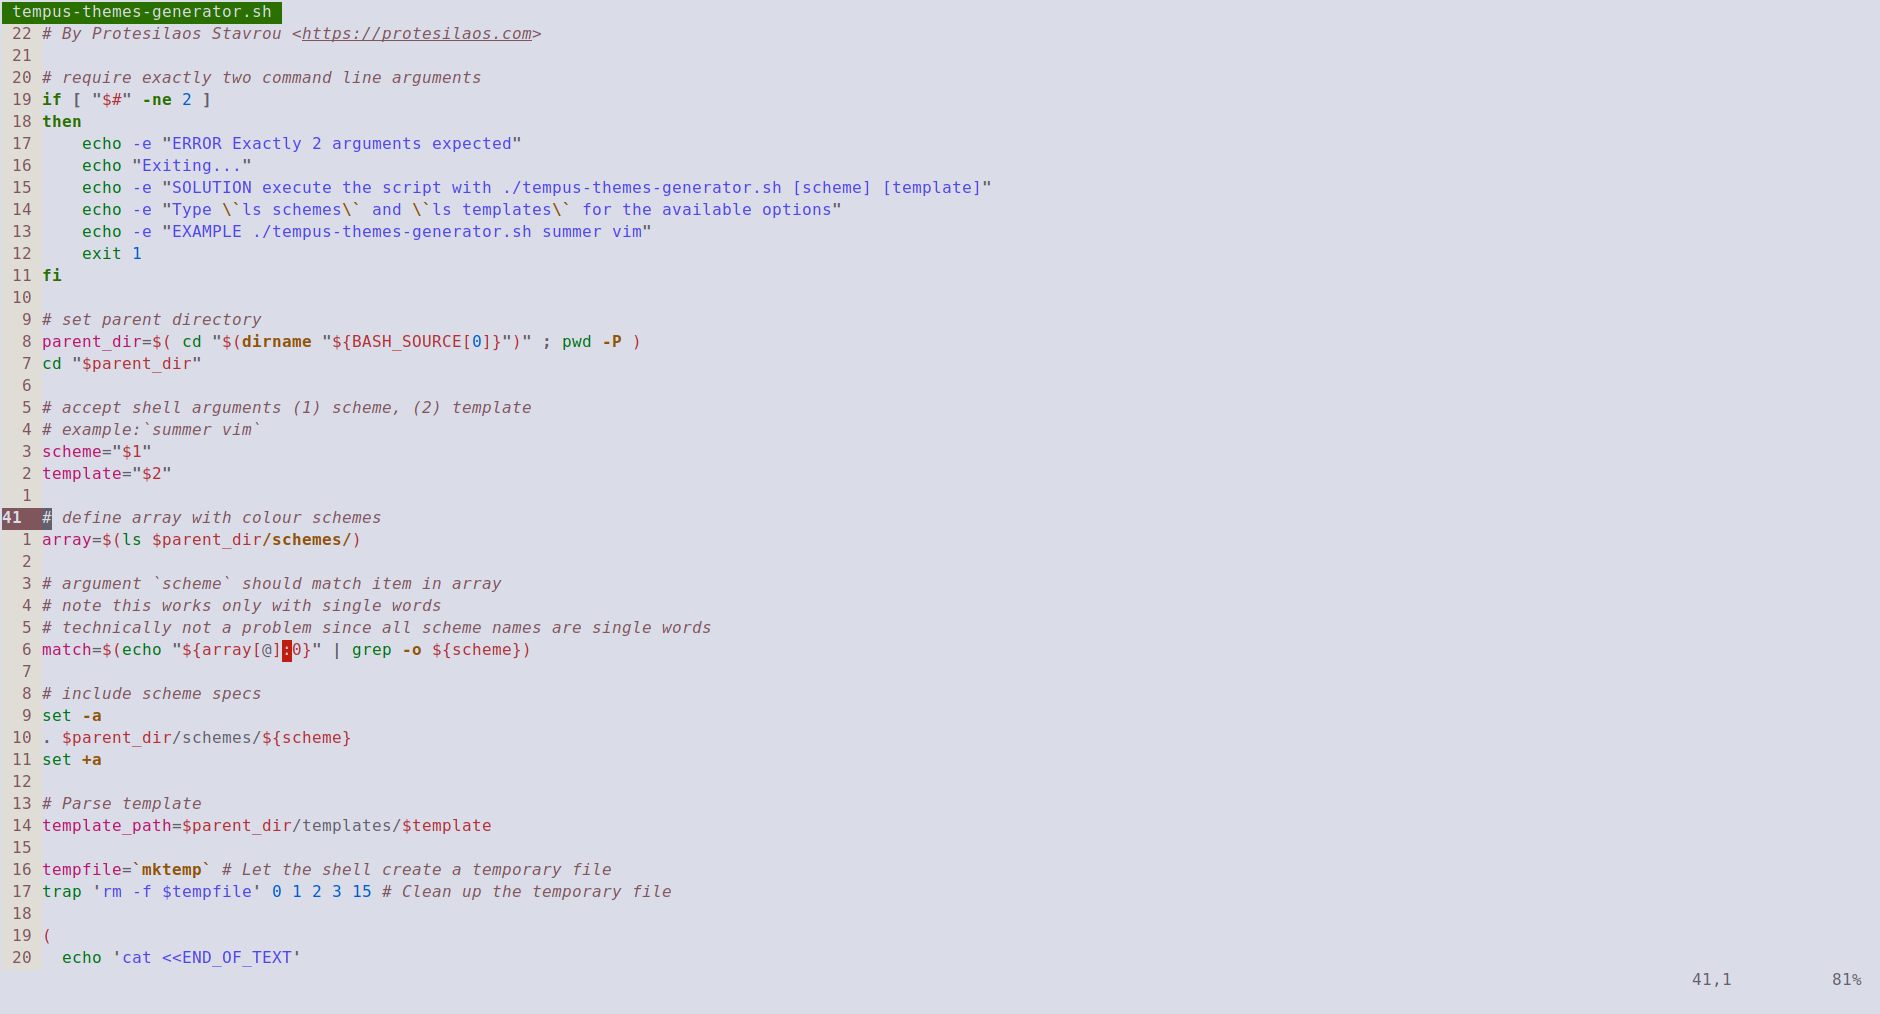 tempus-themes-generator.sh
22 # By Protesilaos Stavrou <https://protesilaos.com>
21
20 # require exactly two command line arguments
19 if [ "$#" -ne 2 ]
18 then
17     echo -e "ERROR Exactly 2 arguments expected"
16     echo "Exiting..."
15     echo -e "SOLUTION execute the script with ./tempus-themes-generator.sh [scheme] [template]"
14     echo -e "Type \`ls schemes\` and \`ls templates\` for the available options"
13     echo -e "EXAMPLE ./tempus-themes-generator.sh summer vim"
12     exit 1
11 fi
10
9 # set parent directory
8 parent_dir=$( cd "$(dirname "${BASH_SOURCE[0]}")" ; pwd -P )
7 cd "$parent_dir"
6
5 # accept shell arguments (1) scheme, (2) template
4 # example:`summer vim`
3 scheme="$1"
2 template="$2"
1
41  # define array with colour schemes
1 array=$(ls $parent_dir/schemes/)
2
3 # argument `scheme` should match item in array
4 # note this works only with single words
5 # technically not a problem since all scheme names are single words
6 match=$(echo "${array[@]:0}" | grep -o ${scheme})
7
8 # include scheme specs
9 set -a
10 . $parent_dir/schemes/${scheme}
11 set +a
12
13 # Parse template
14 template_path=$parent_dir/templates/$template
15
16 tempfile=`mktemp` # Let the shell create a temporary file
17 trap 'rm -f $tempfile' 0 1 2 3 15 # Clean up the temporary file
18
19 (
20   echo 'cat <<END_OF_TEXT'
41,1 81%